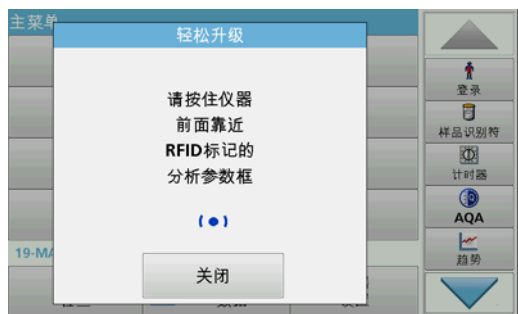 主菜单
轻松升级
请按住仪器
前面靠近
RFID标记的
分析参数框
关闭
19-MA
登录
样品识别符
计时器
AQA
趋势